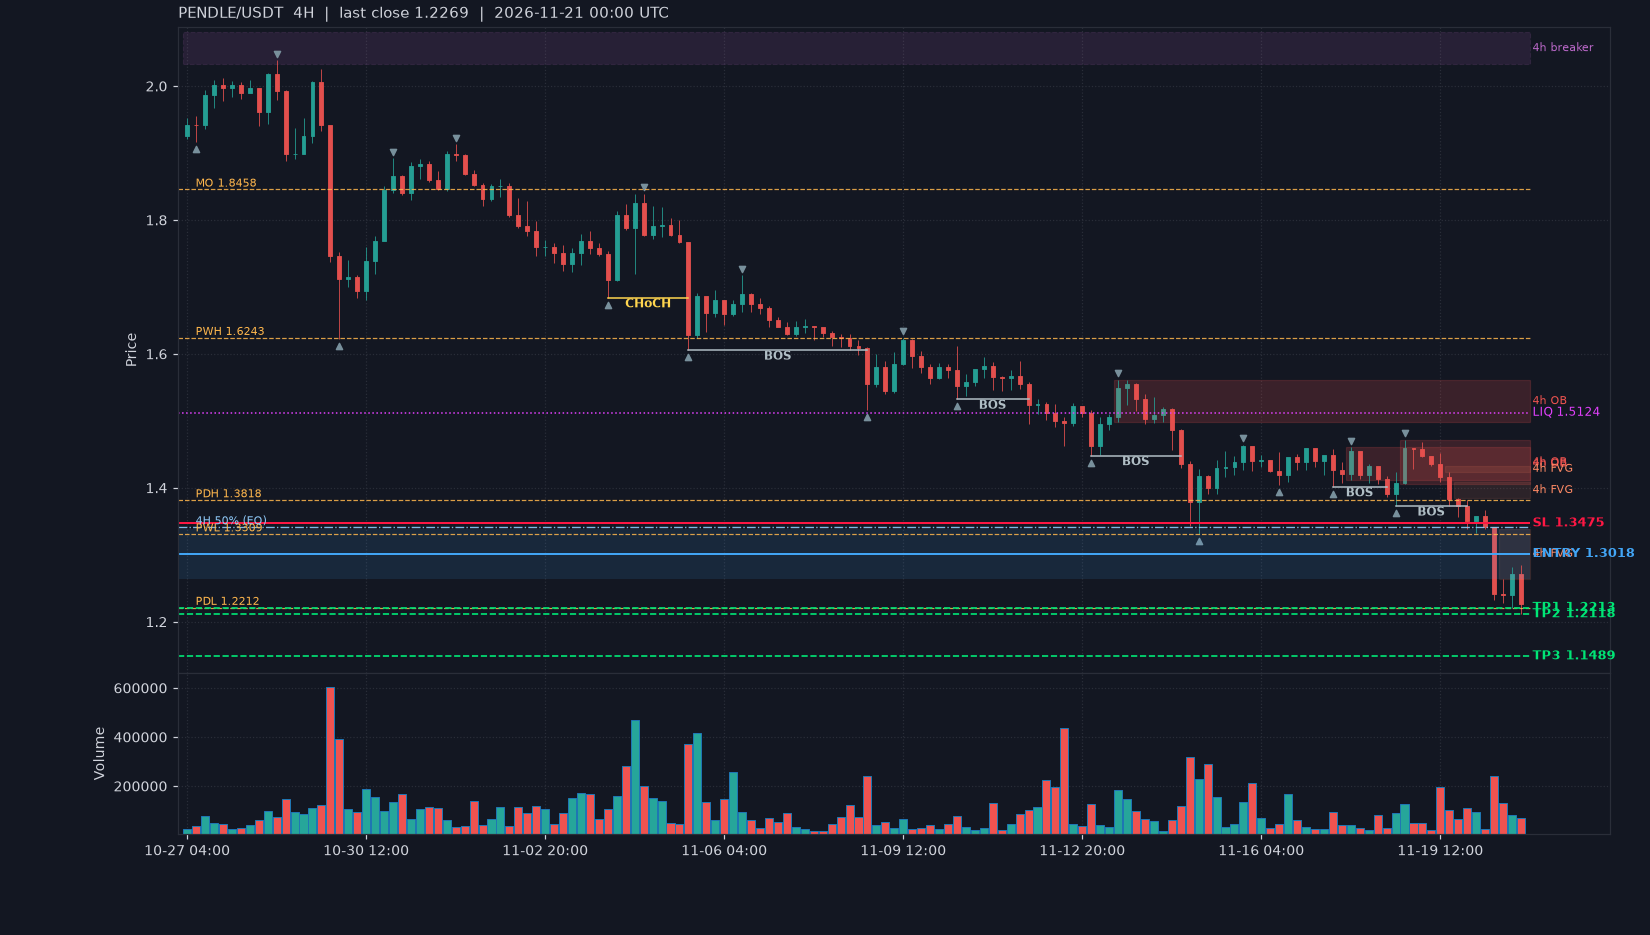 PENDLE/USDT 4H | last close 1.2269 | 2026-11-21 00:00 UTC
4h breaker
2.0
MO 1.8458
1.8
CHoCH
PWH 1.6243
1.6
BOS
Price
BOS
4h OB
LIQ 1.5124
BOS
4h OB
4h FVG
4h FVG
1.4
PDH 1.3818
BOS
BOS
4H 50% (EQ)
PWL 1.3309
SL 1.3475
ENTRY 1.3018
PDL 1.2212
TP1 1.2213
TP2 1.2118
1.2
TP3 1.1489
600000
400000
200000
Volume
10-27 04:00
10-30 12:00
11-02 20:00
11-06 04:00
11-09 12:00
11-12 20:00
11-16 04:00
11-19 12:00